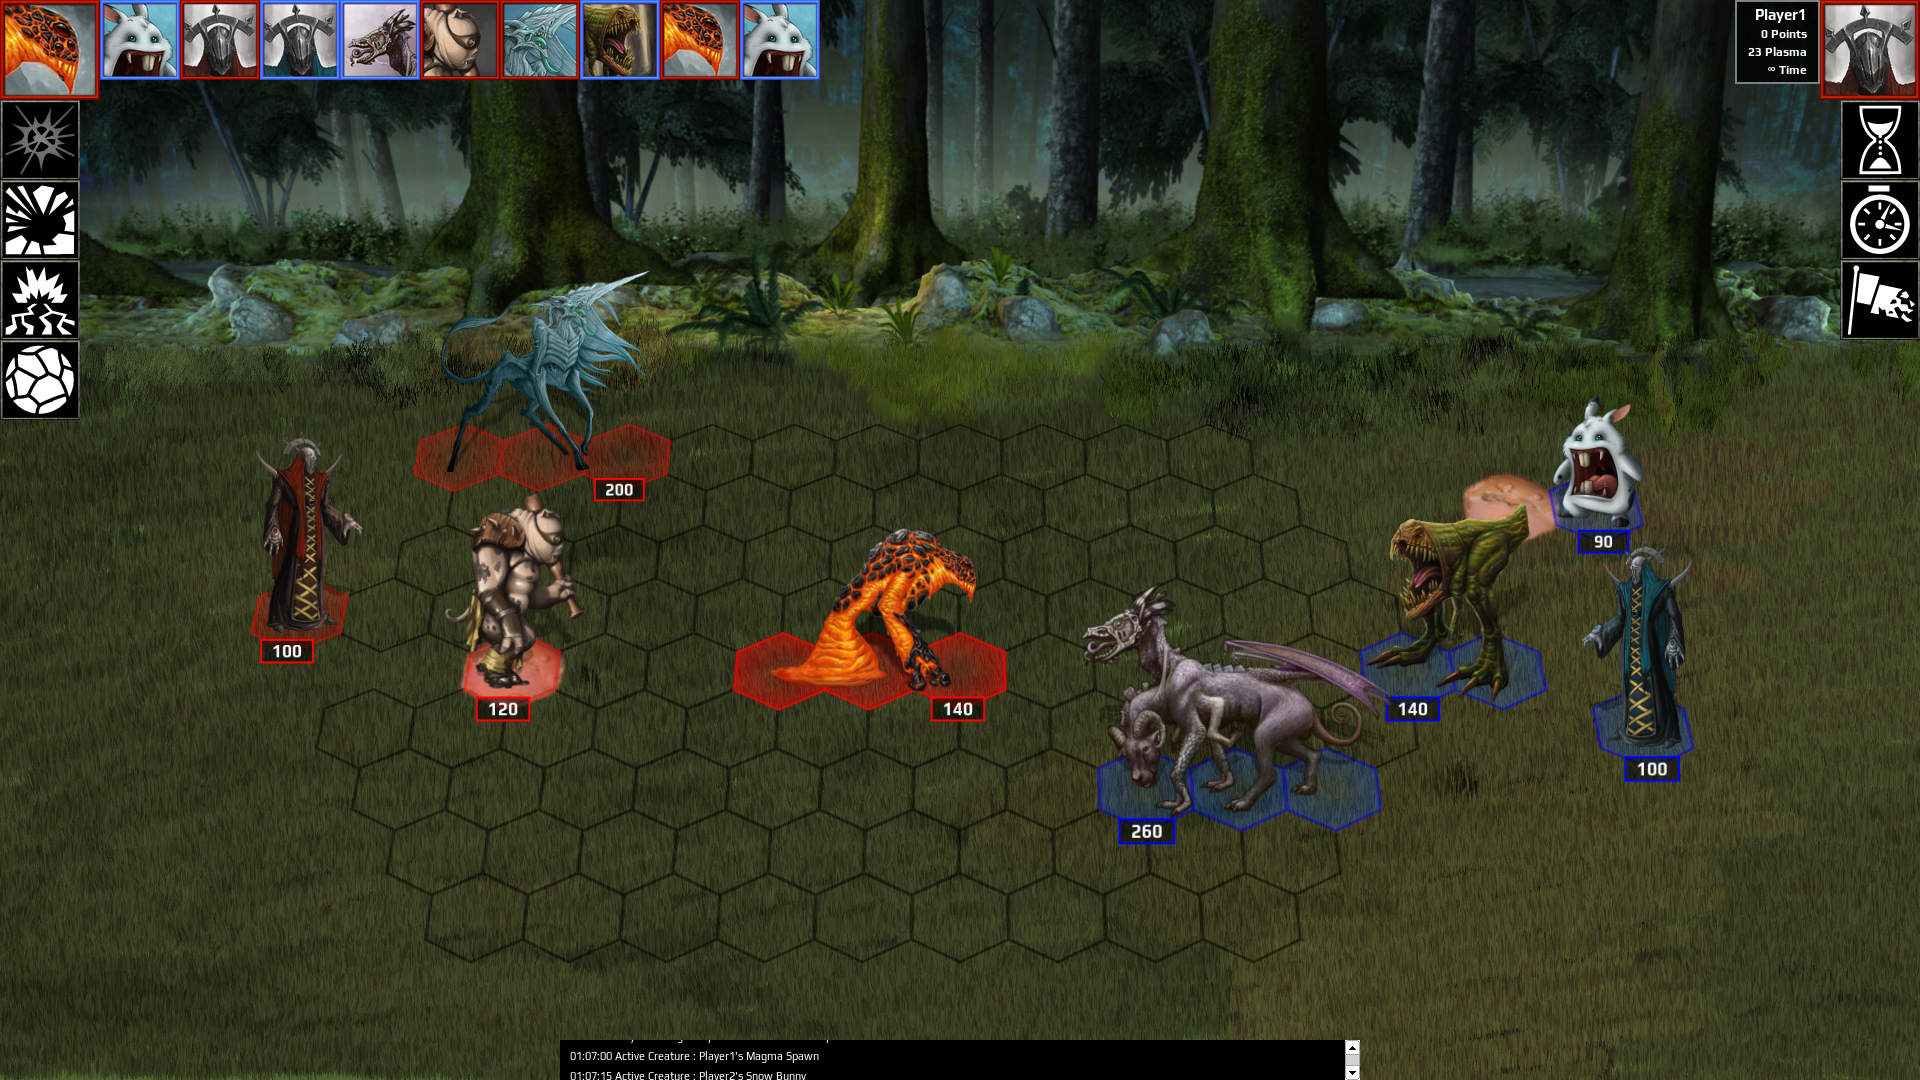 Player1
0 Points
23 Plasma
∞ Time
200
90
100
120
140
140
100
260
01:07:00 Active Creature : Player1's Magma Spawn
01:07:15 Active Creature : Player2's Snow Bunny